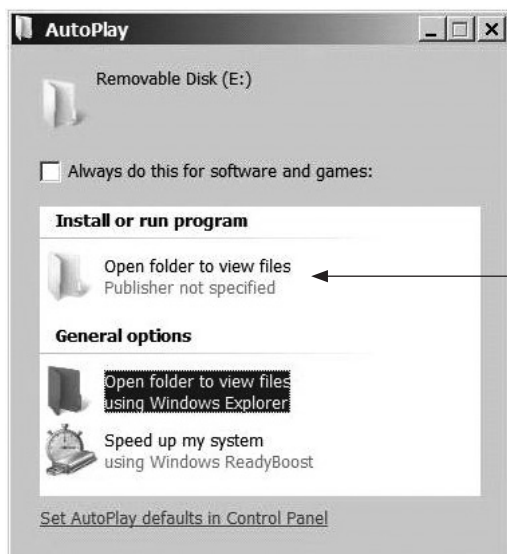 AutoPlay
Removable Disk (E:)
Always do this for software and games:
Install or run program
Open folder to view files
Publisher not specified
General options
Open folder to view files
using Windows Explorer
Speed up my system
using Windows ReadyBoost
Set AutoPlay defaults in Control Panel